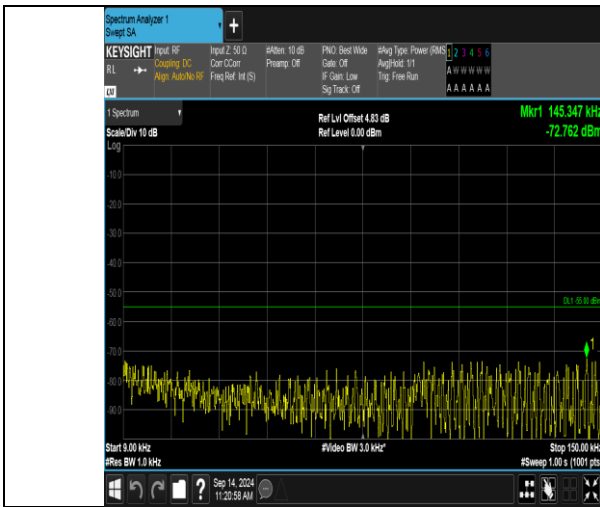 Spectrum Analyzer 1
Swept SA
+
KEYSIGHT Input: RF Input Z: 50 Ω #Atten: 10 dB PNO: Best Wide #Avg Type: Power (RMS 1 2 3 4 5 6
RL Coupling: DC Corr CCorr Preamp: Off Gate: Off Avg|Hold: 1/1 A W W W W W
Align: Auto/No RF Freq Ref: Int (S) IF Gain: Low Trig: Free Run
LXI Sig Track: Off A A A A A A
1 Spectrum Ref Lvl Offset 4.83 dB Mkr1 145.347 kHz
Scale/Div 10 dB Ref Level 0.00 dBm -72.762 dBm
Log
-10.0
-20.0
-30.0
-40.0
-50.0
DL1 -55.00 dBm
-60.0
-70.0
1
-80.0
-90.0
Start 9.00 kHz #Video BW 3.0 kHz* Stop 150.00 kHz
#Res BW 1.0 kHz #Sweep 1.00 s (1001 pts
? Sep 14, 2024
11:20:58 AM